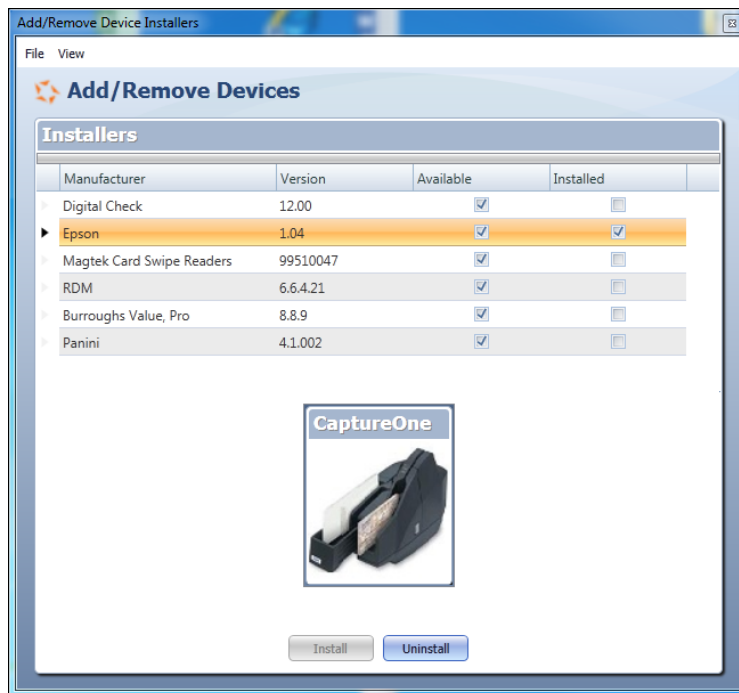 Add/Remove Device Installers
File View
Add/Remove Devices
Installers
Manufacturer Version Available Installed
Digital Check 12.00
Epson 1.04
Magtek Card Swipe Readers 99510047
RDM 6.6.4.21
Burroughs Value, Pro 8.8.9
Panini 4.1.002
CaptureOne
Install Uninstall